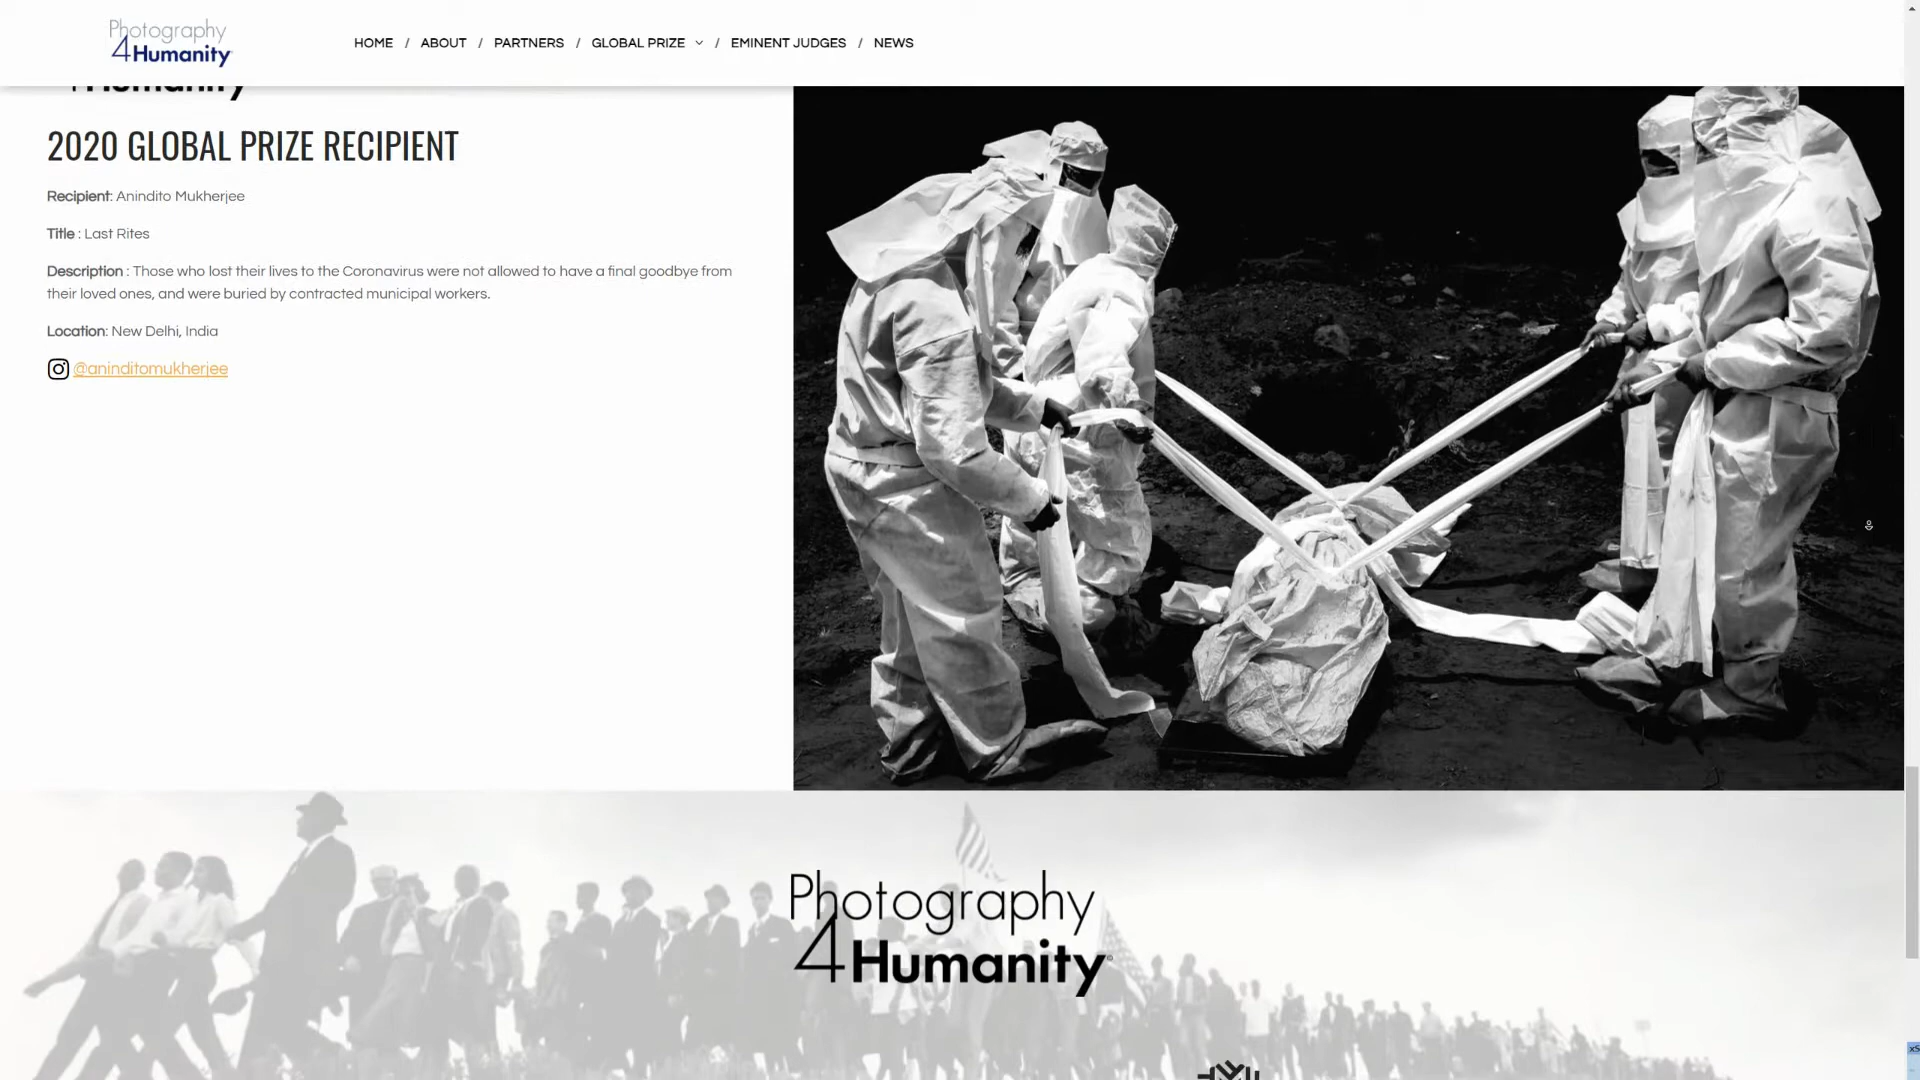 Photography
4Humanity
HOME / ABOUT / PARTNERS / GLOBAL PRIZE / EMINENT JUDGES / NEWS
Humanity
2020 GLOBAL PRIZE RECIPIENT
Recipient: Anindito Mukherjee
Title : Last Rites
Description : Those who lost their lives to the Coronavirus were not allowed to have a final goodbye from
their loved ones, and were buried by contracted municipal workers.
Location: New Delhi, India
@aninditomukherjee
Photography
4Humanity